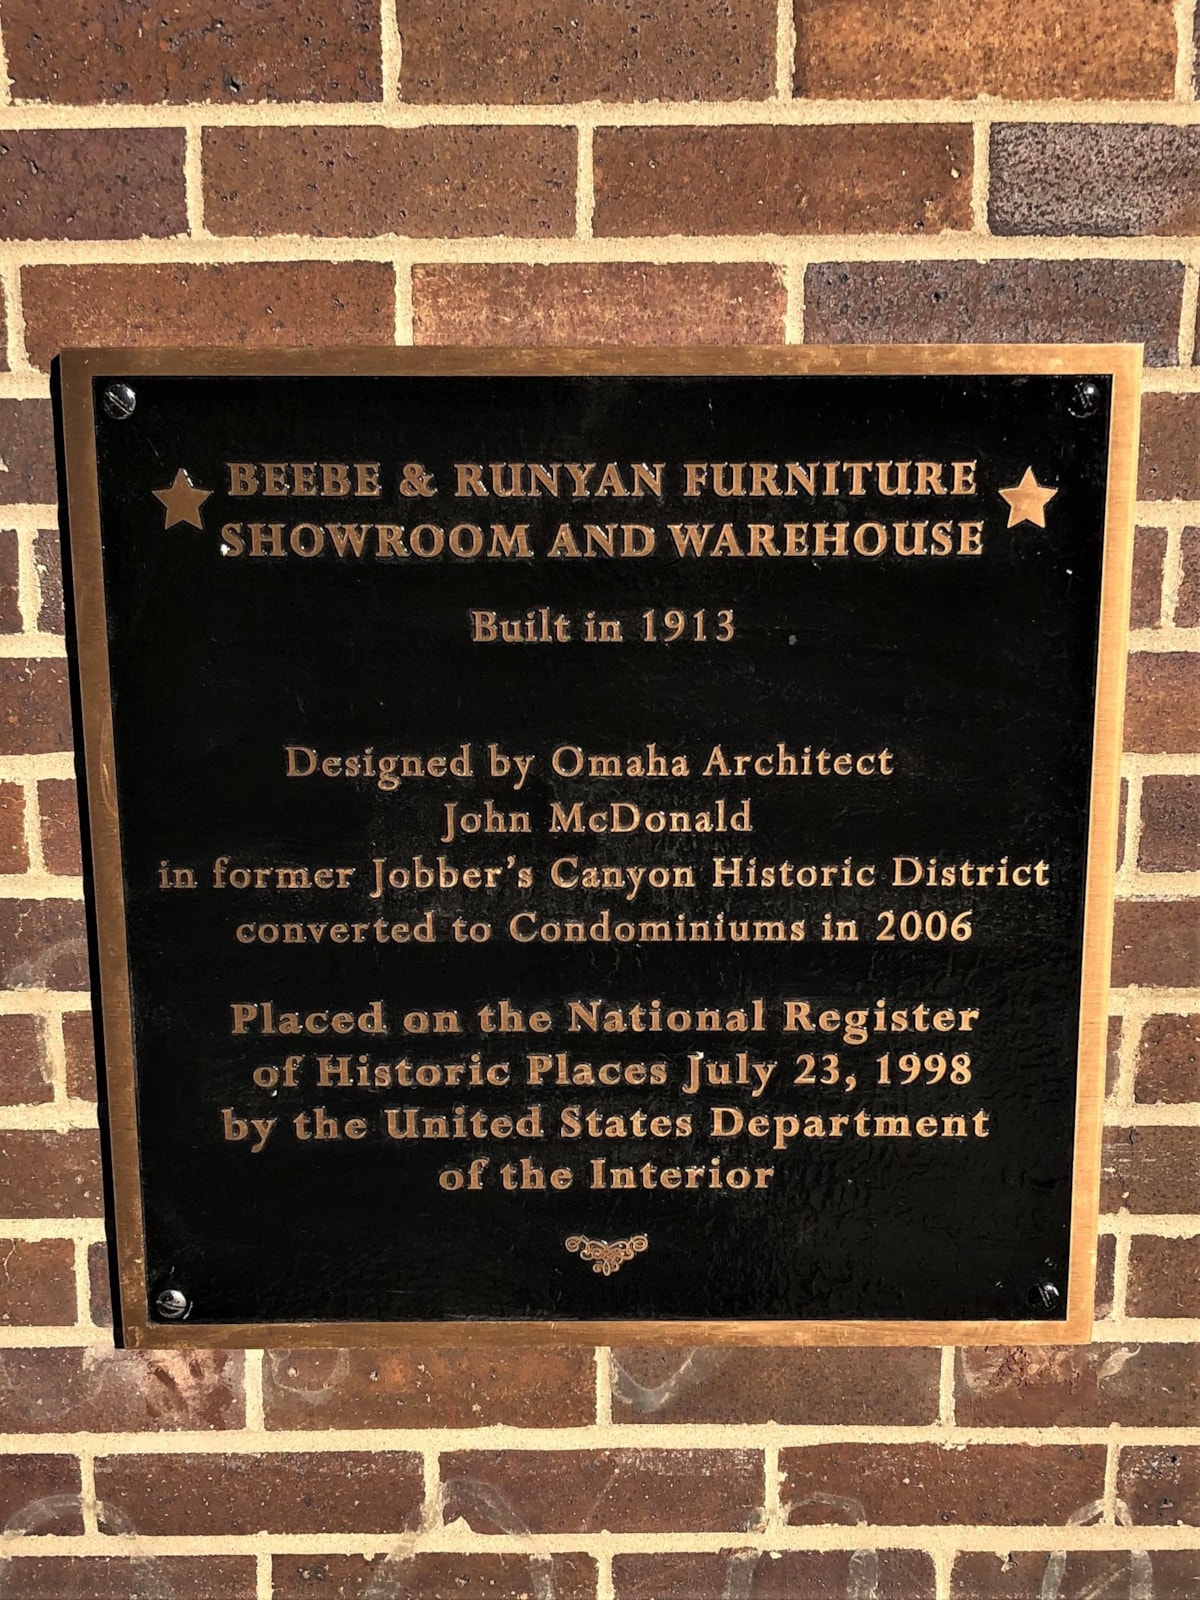 BEEBE & RUNYAN FURNITURE
SHOWROOM AND WAREHOUSE
Built in 1913
Designed by Omaha Architect
John McDonald
in former Jobber's Canyon Historic District
converted to Condominiums in 2006
Placed on the National Register
of Historic Places July 23, 1998
by the United States Department
of the Interior